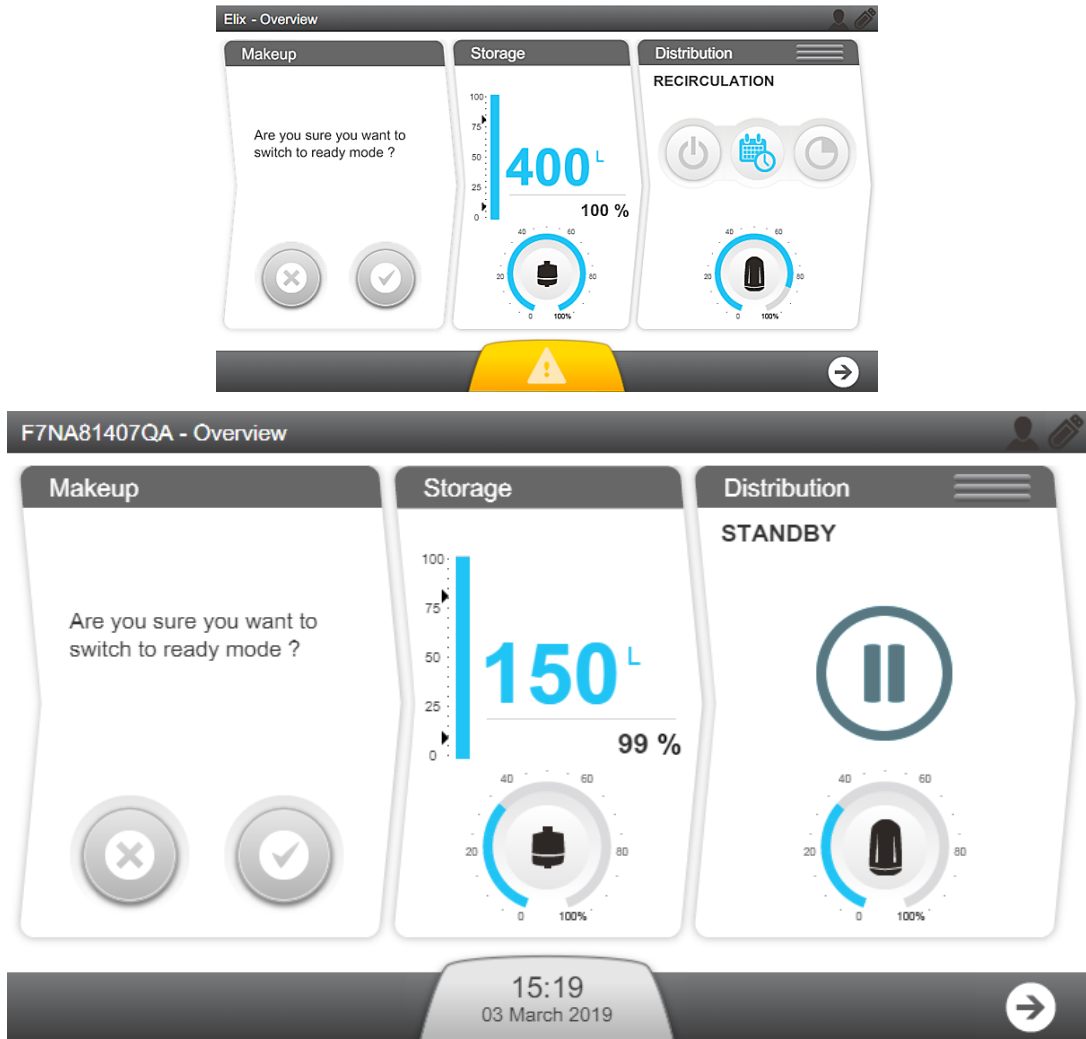 Elix - Overview
Makeup
Are you sure you want to
switch to ready mode ?
Storage
100
75
50
25
0
400 L
100 %
40 60
20 80
0 100%
Distribution
RECIRCULATION
40 60
20 80
0 100%
F7NA81407QA - Overview
Makeup
Are you sure you want to
switch to ready mode ?
Storage
100
75
50
25
0
150 L
99 %
40 60
20 80
0 100%
Distribution
STANDBY
40 60
20 80
0 100%
15:19
03 March 2019